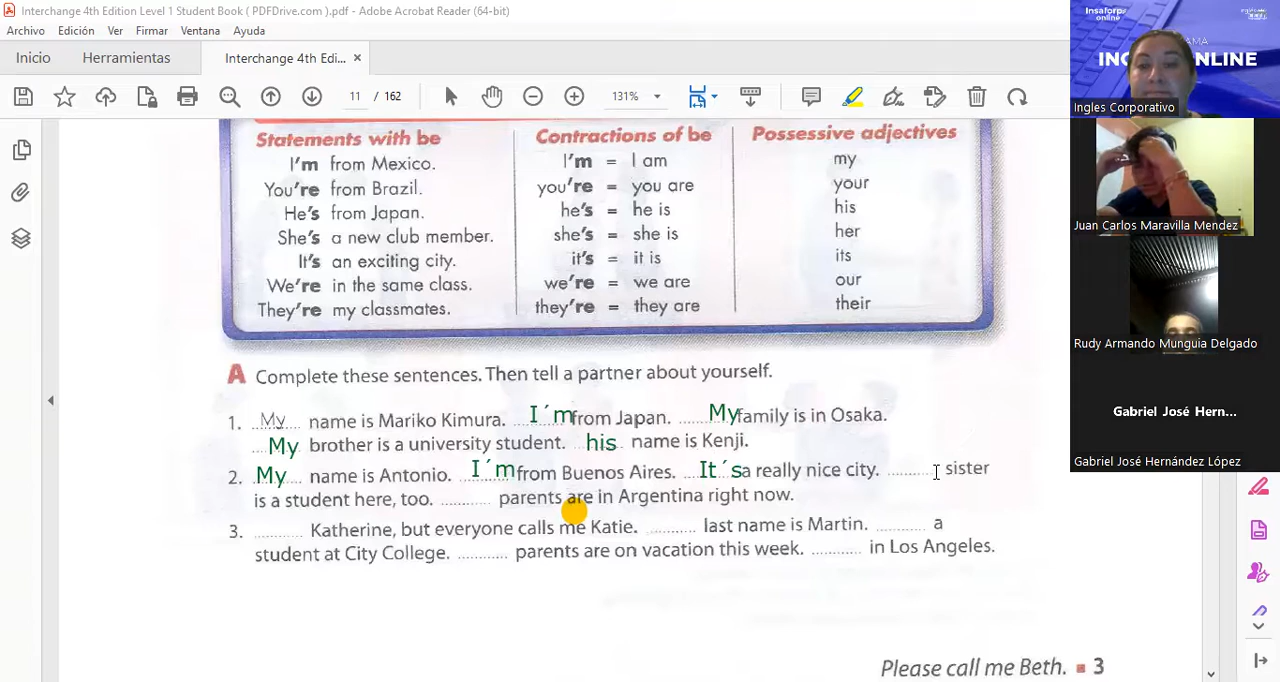 Interchange 4th Edition Level 1 Student Book ( PDFDrive.com ).pdf - Adobe Acrobat Reader (64-bit)
Archivo Edición Ver Firmar Ventana Ayuda
Inicio Herramientas Interchange 4th Edi... ×
11 / 162 131%
Statements with be
I'm from Mexico.
You're from Brazil.
He's from Japan.
She's a new club member.
It's an exciting city.
We're in the same class.
They're my classmates.
Contractions of be
I'm = I am
you're = you are
he's = he is
she's = she is
it's = it is
we're = we are
they're = they are
Possessive adjectives
my
your
his
her
its
our
their
A Complete these sentences. Then tell a partner about yourself.
1. My name is Mariko Kimura. I´m from Japan. My family is in Osaka.
My brother is a university student. his name is Kenji.
2. My name is Antonio. I´m from Buenos Aires. It´s a really nice city. .......... sister
is a student here, too. .......... parents are in Argentina right now.
3. .......... Katherine, but everyone calls me Katie. .......... last name is Martin. .......... a
student at City College. .......... parents are on vacation this week. .......... in Los Angeles.
Please call me Beth. ■ 3
Insaforp
online
Ingles Corporativo
Juan Carlos Maravilla Mendez
Rudy Armando Munguia Delgado
Gabriel José Hern...
Gabriel José Hernández López